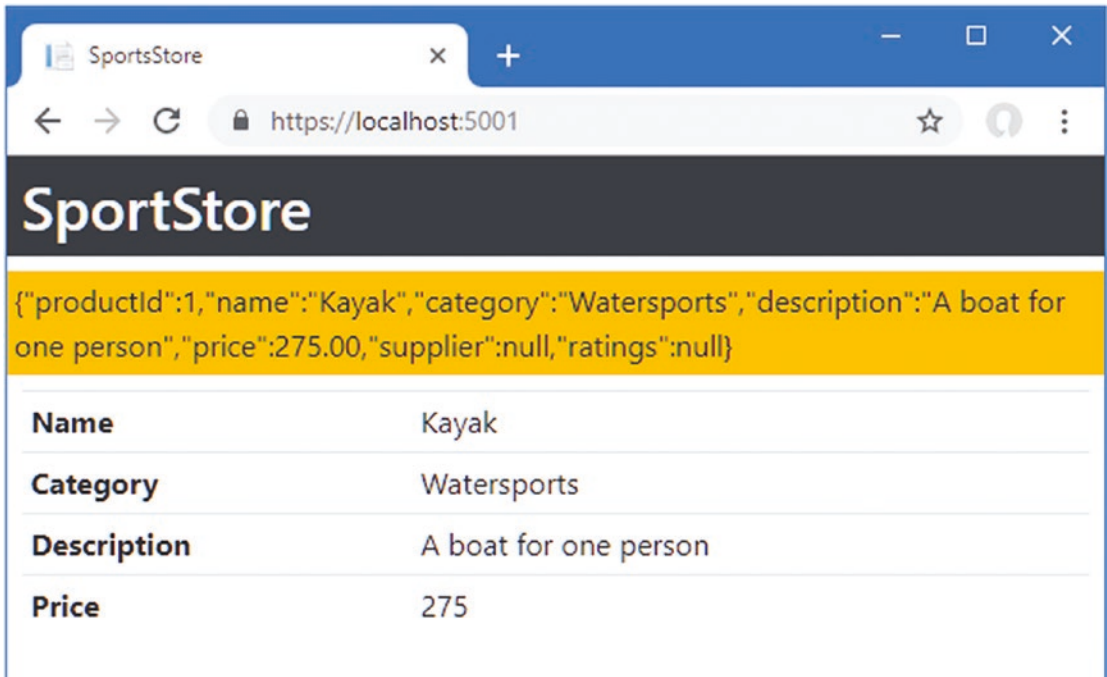 SportsStore
https://localhost:5001
SportStore
{"productId":1,"name":"Kayak","category":"Watersports","description":"A boat for
one person","price":275.00,"supplier":null,"ratings":null}
Name Kayak
Category Watersports
Description A boat for one person
Price 275